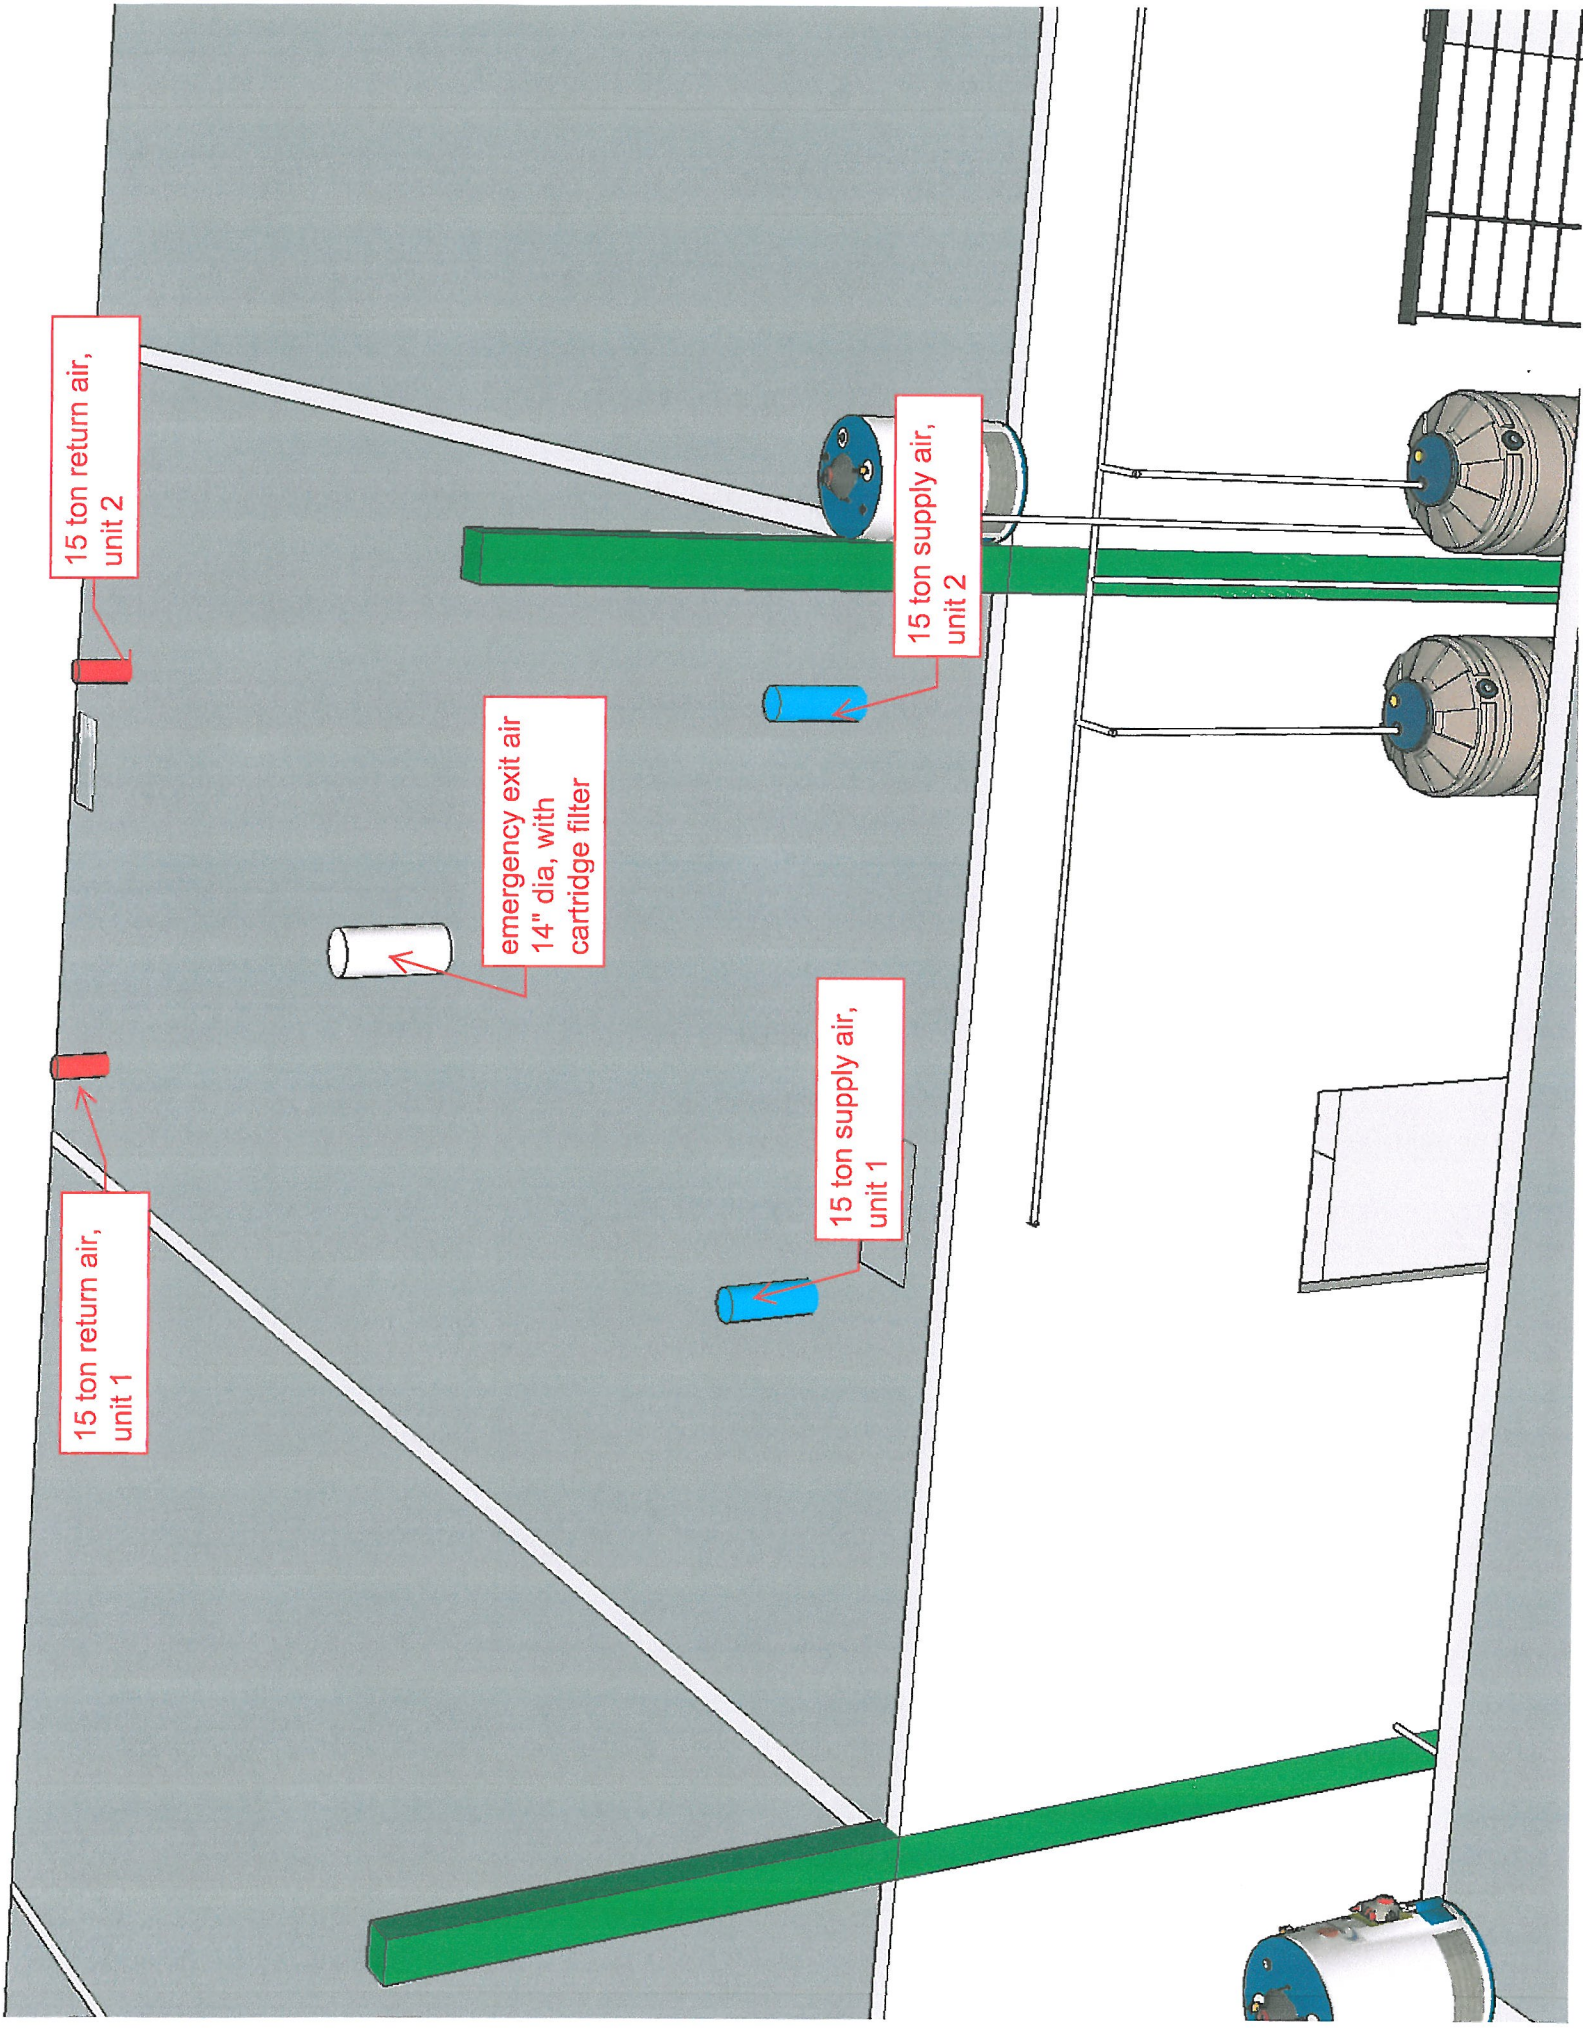 15 ton return air,
unit 1
15 ton return air,
unit 2
emergency exit air
14" dia, with
cartridge filter
15 ton supply air,
unit 1
15 ton supply air,
unit 2